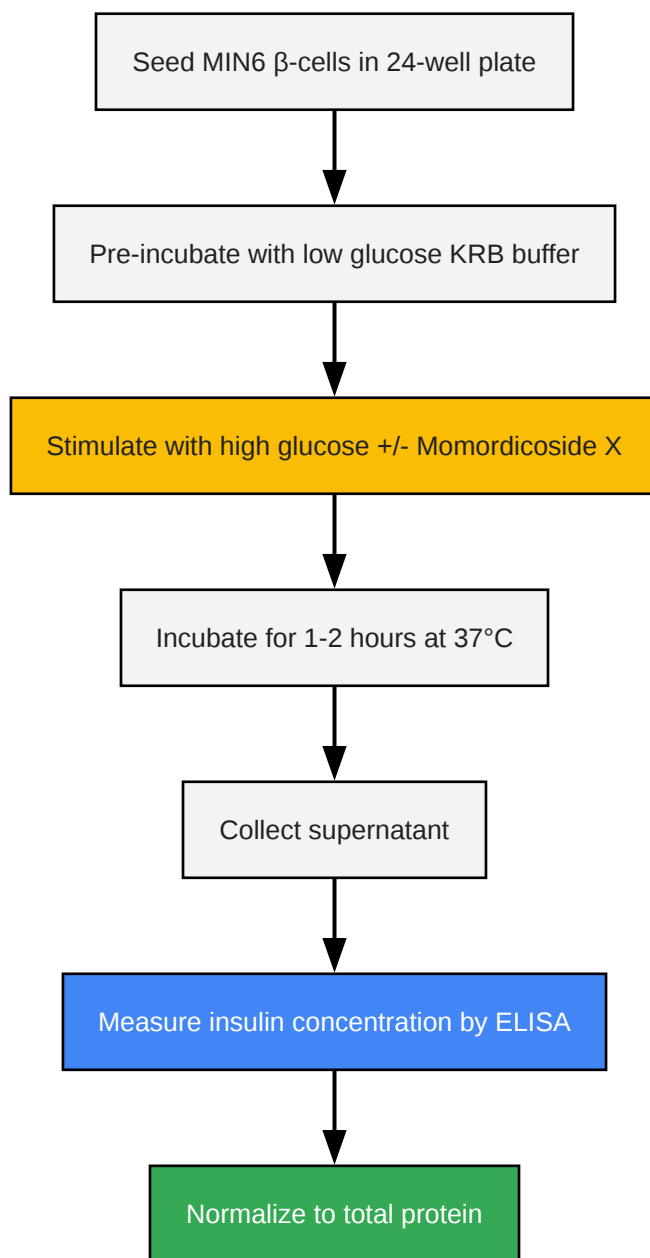 Seed MIN6 β-cells in 24-well plate
Pre-incubate with low glucose KRB buffer
Stimulate with high glucose +/- Momordicoside X
Incubate for 1-2 hours at 37°C
Collect supernatant
Measure insulin concentration by ELISA
Normalize to total protein